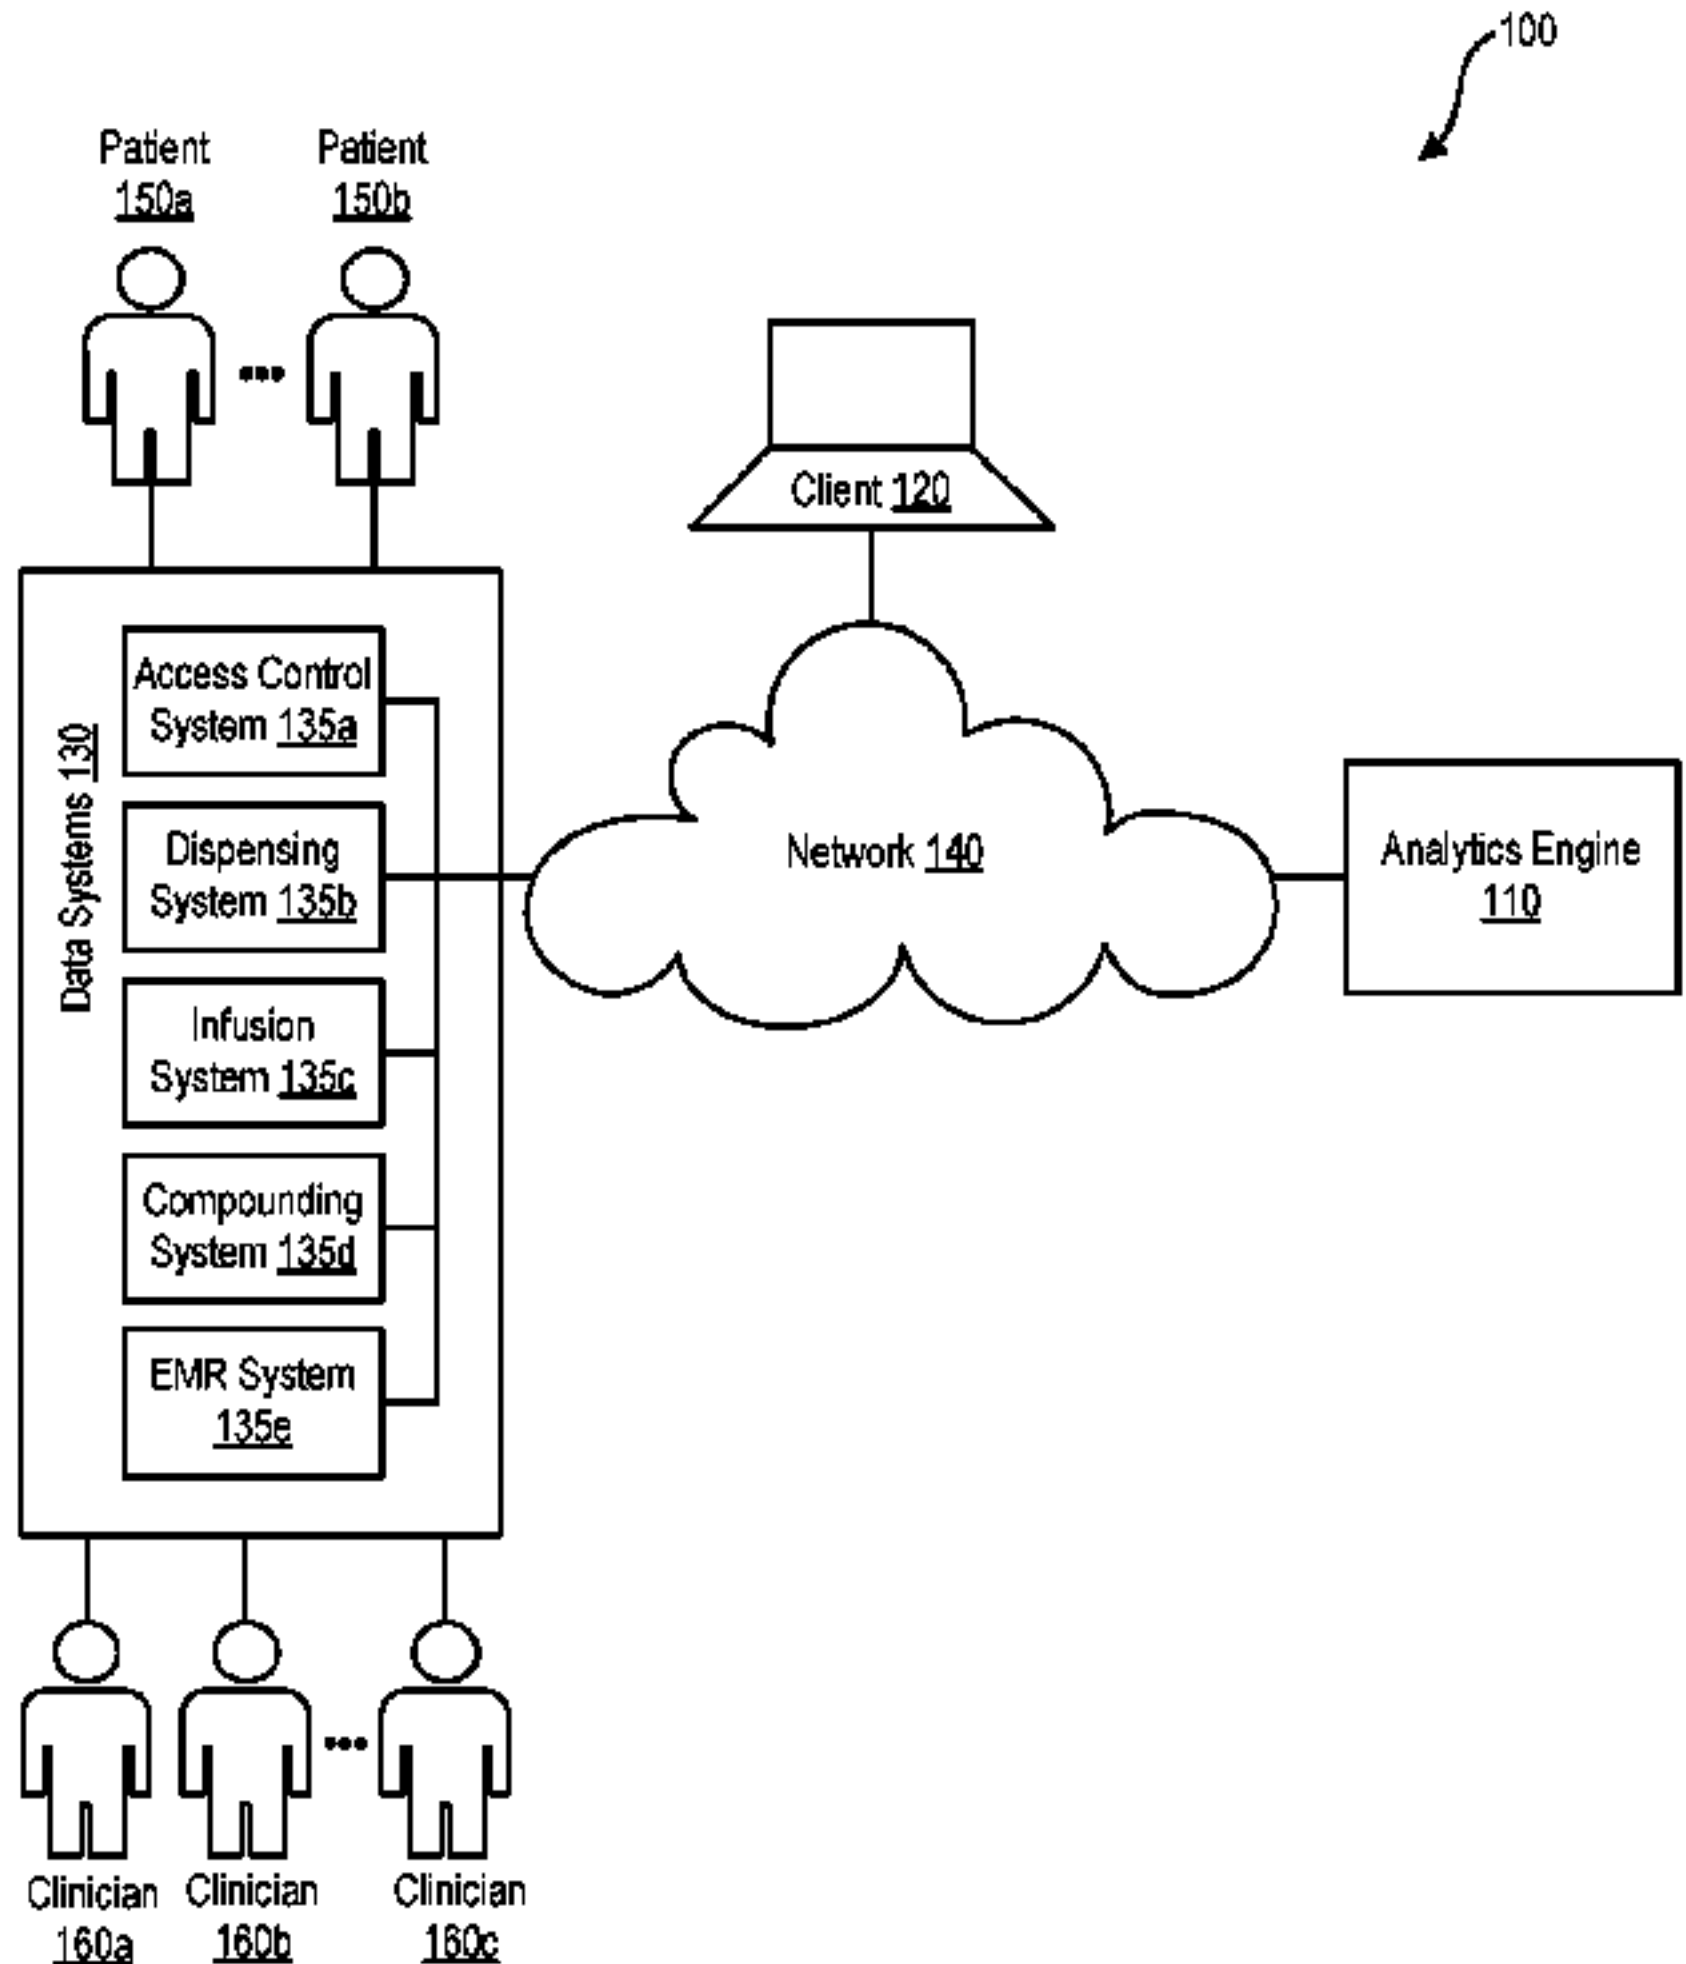 100
Patient
150a
Patient
150b
Client 120
Data Systems 130
Access Control
System 135a
Dispensing
System 135b
Infusion
System 135c
Compounding
System 135d
EMR System
135e
Network 140
Analytics Engine
110
Clinician
160a
Clinician
160b
Clinician
160c